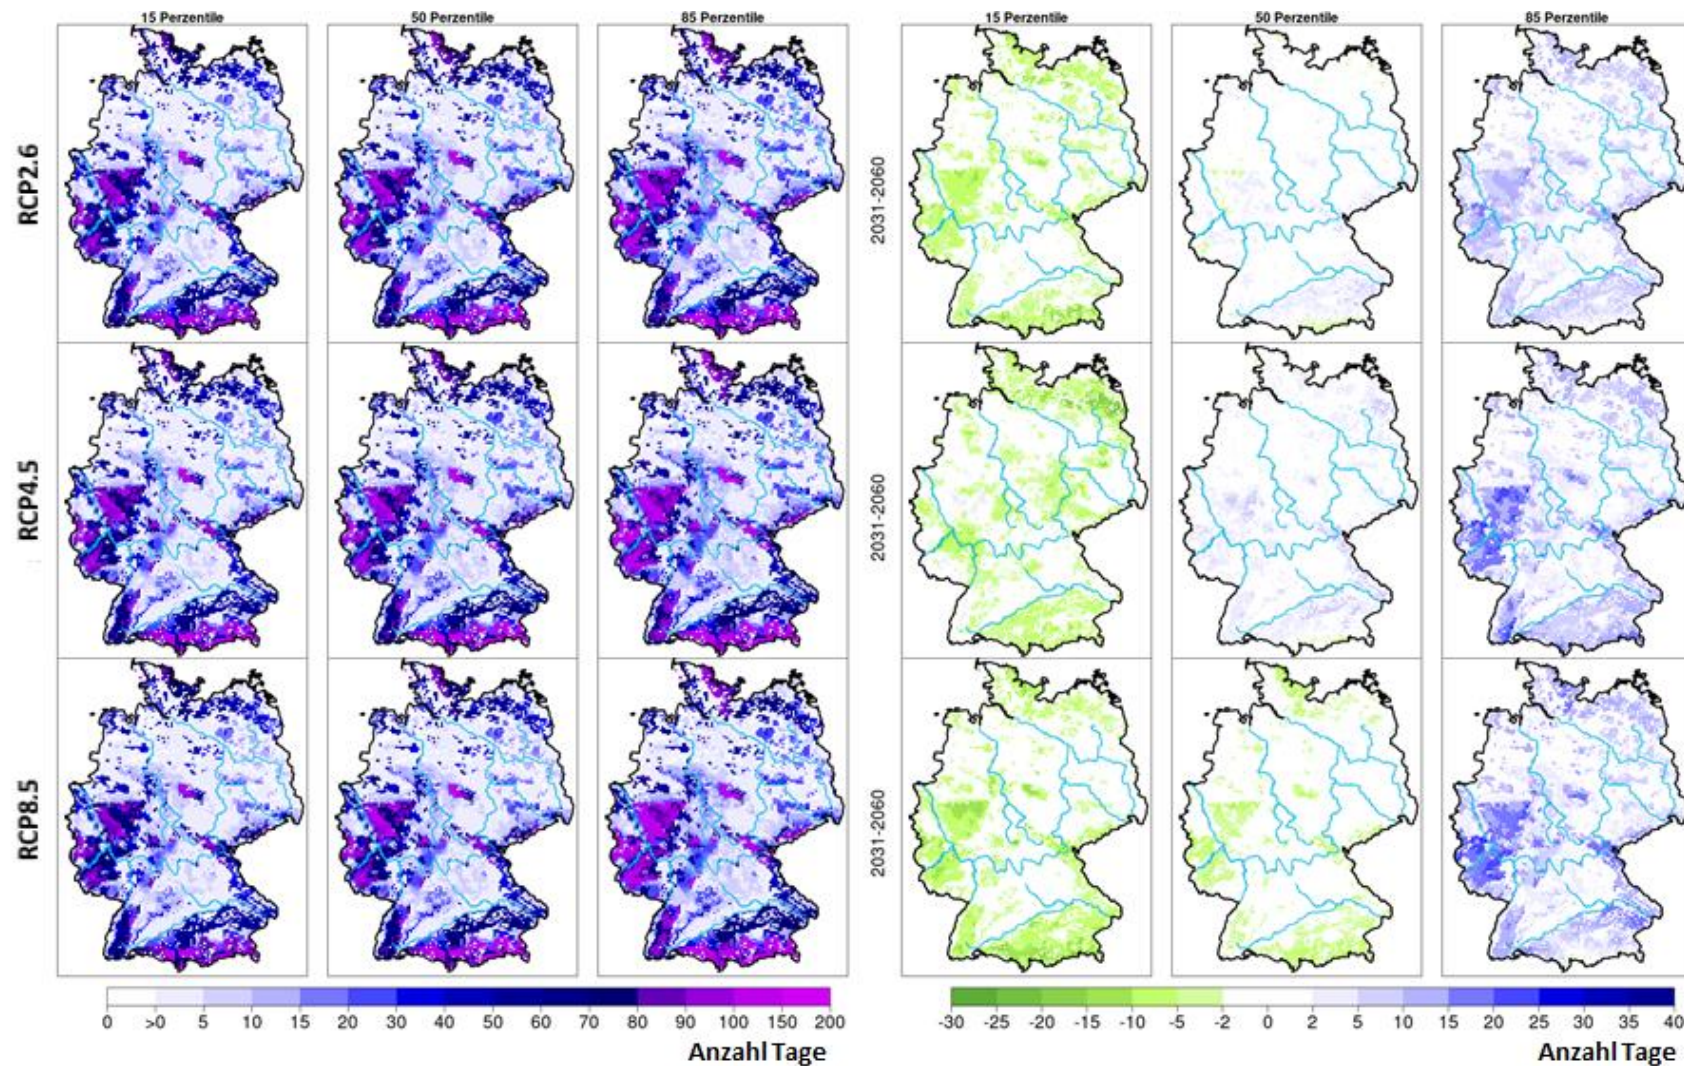 15 Perzentile 50 Perzentile 85 Perzentile 15 Perzentile 50 Perzentile 85 Perzentile
RCP2.6
2031-2060
RCP4.5
2031-2060
RCP8.5
2031-2060
0 >0 5 10 15 20 30 40 50 60 70 80 90 100 150 200
-30 -25 -20 -15 -10 -5 -2 0 2 5 10 15 20 25 30 35 40
Anzahl Tage
Anzahl Tage